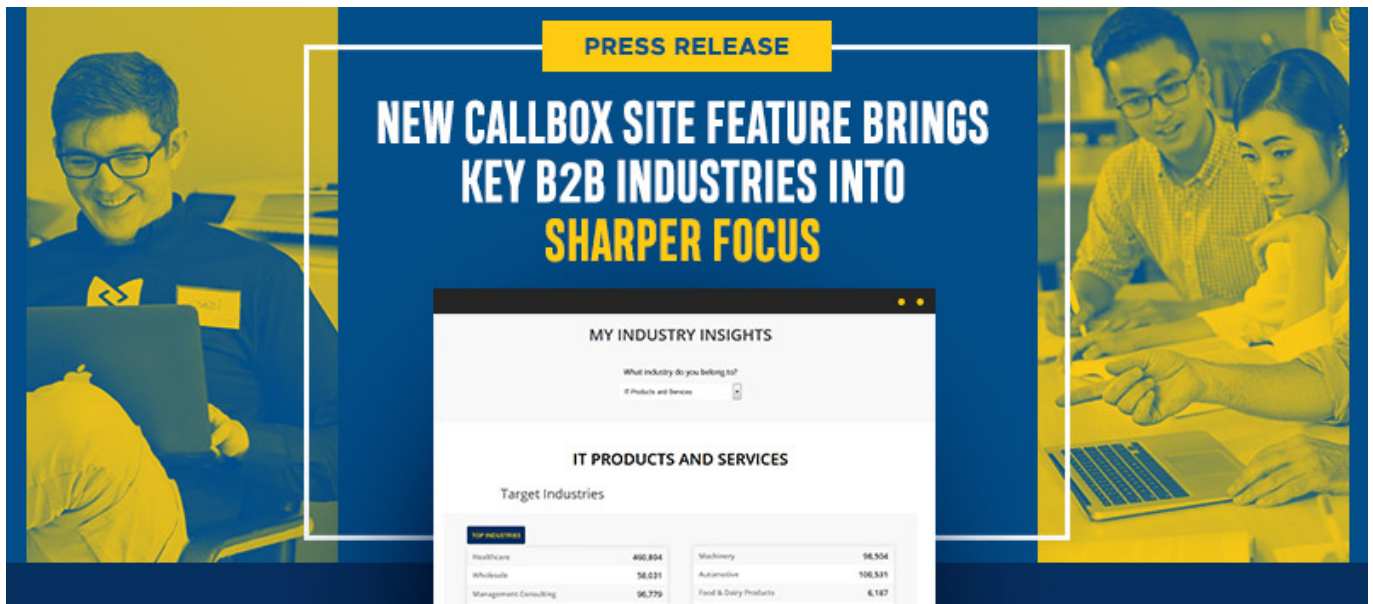 PRESS RELEASE
NEW CALLBOX SITE FEATURE BRINGS
KEY B2B INDUSTRIES INTO
SHARPER FOCUS
MY INDUSTRY INSIGHTS
What industry do you belong to?
IT Products and Services
IT PRODUCTS AND SERVICES
Target Industries
TOP INDUSTRIES
Healthcare 460,804
Wholesale 58,031
Management Consulting 96,779
Machinery 98,504
Automotive 106,531
Food & Dairy Products 6,187